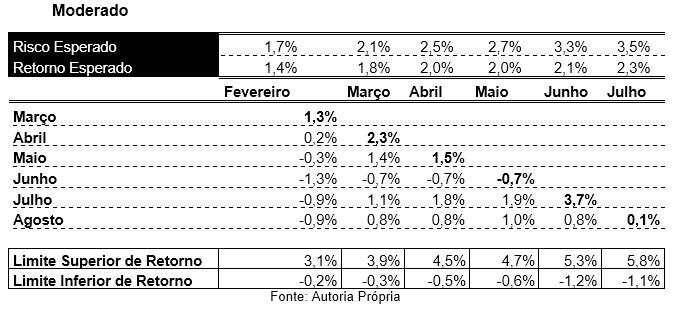 Moderado
Risco Esperado 1,7% 2,1% 2,5% 2,7% 3,3% 3,5%
Retorno Esperado 1,4% 1,8% 2,0% 2,0% 2,1% 2,3%
Fevereiro Março Abril Maio Junho Julho
Março 1,3%
Abril 0,2% 2,3%
Maio -0,3% 1,4% 1,5%
Junho -1,3% -0,7% -0,7% -0,7%
Julho -0,9% 1,1% 1,8% 1,9% 3,7%
Agosto -0,9% 0,8% 0,8% 1,0% 0,8% 0,1%
Limite Superior de Retorno 3,1% 3,9% 4,5% 4,7% 5,3% 5,8%
Limite Inferior de Retorno -0,2% -0,3% -0,5% -0,6% -1,2% -1,1%
Fonte: Autoria Própria